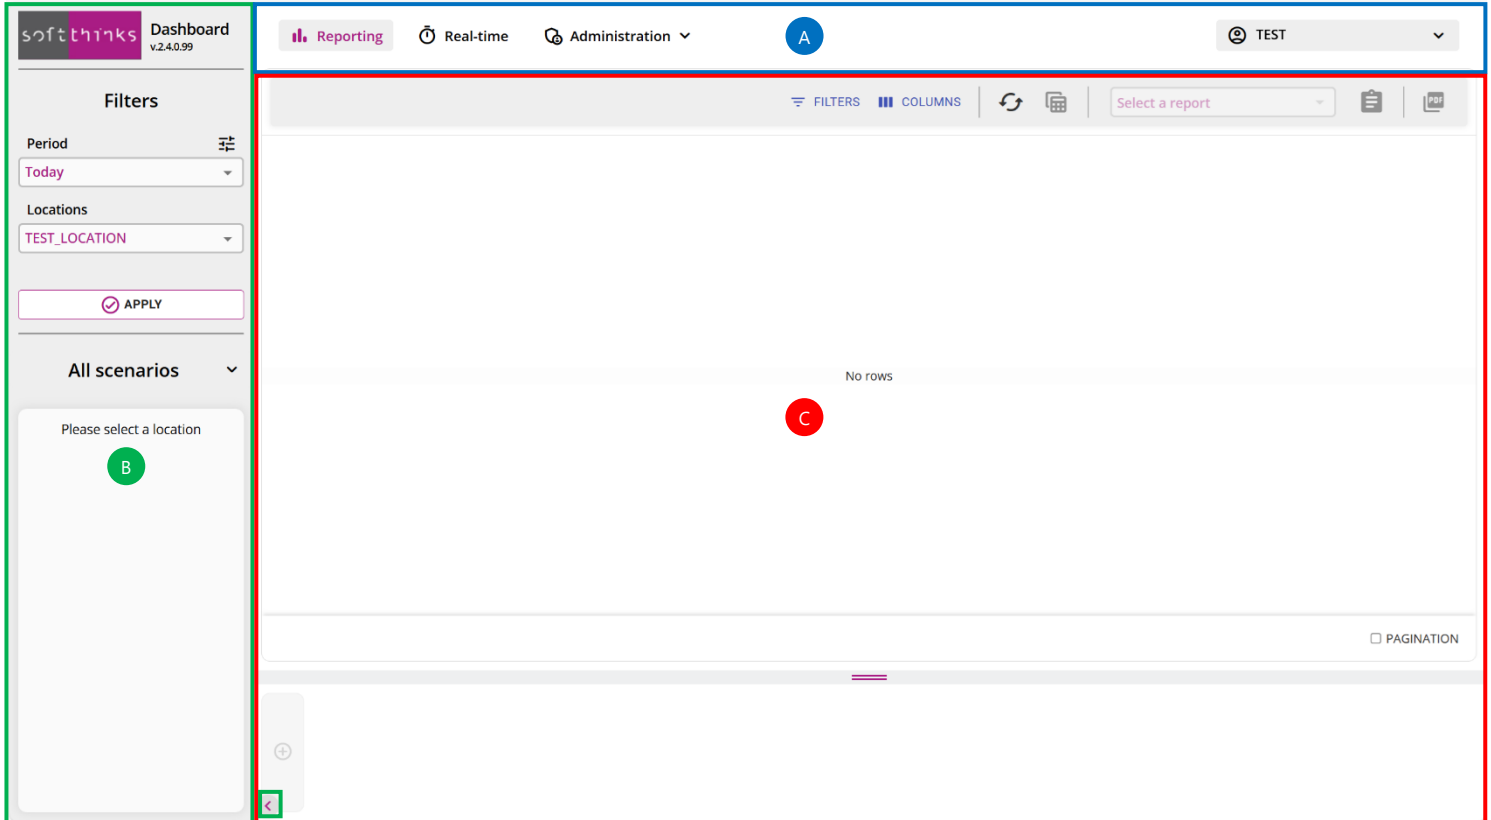 softthinks
Dashboard
v.2.4.0.99
Reporting
Real-time
Administration
A
TEST
Filters
Period
Today
Locations
TEST_LOCATION
APPLY
All scenarios
Please select a location
B
FILTERS
COLUMNS
Select a report
PDF
No rows
C
PAGINATION